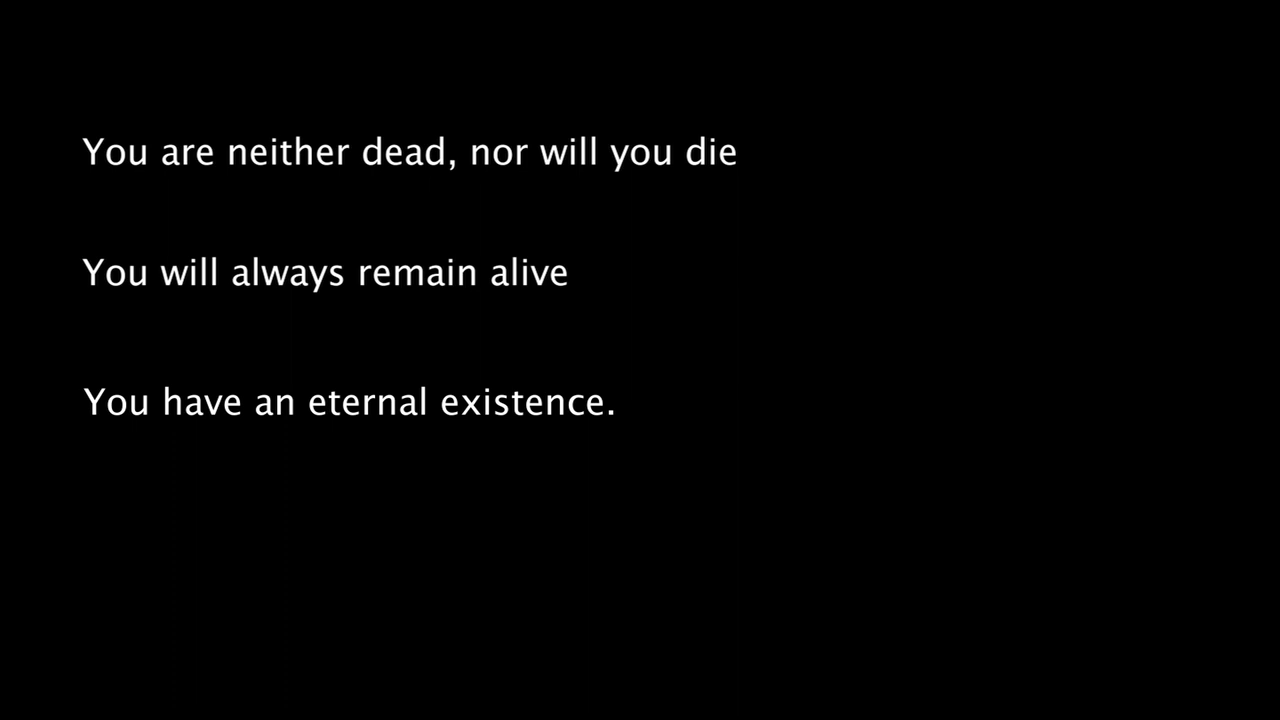 You are neither dead, nor will you die
You will always remain alive
You have an eternal existence.